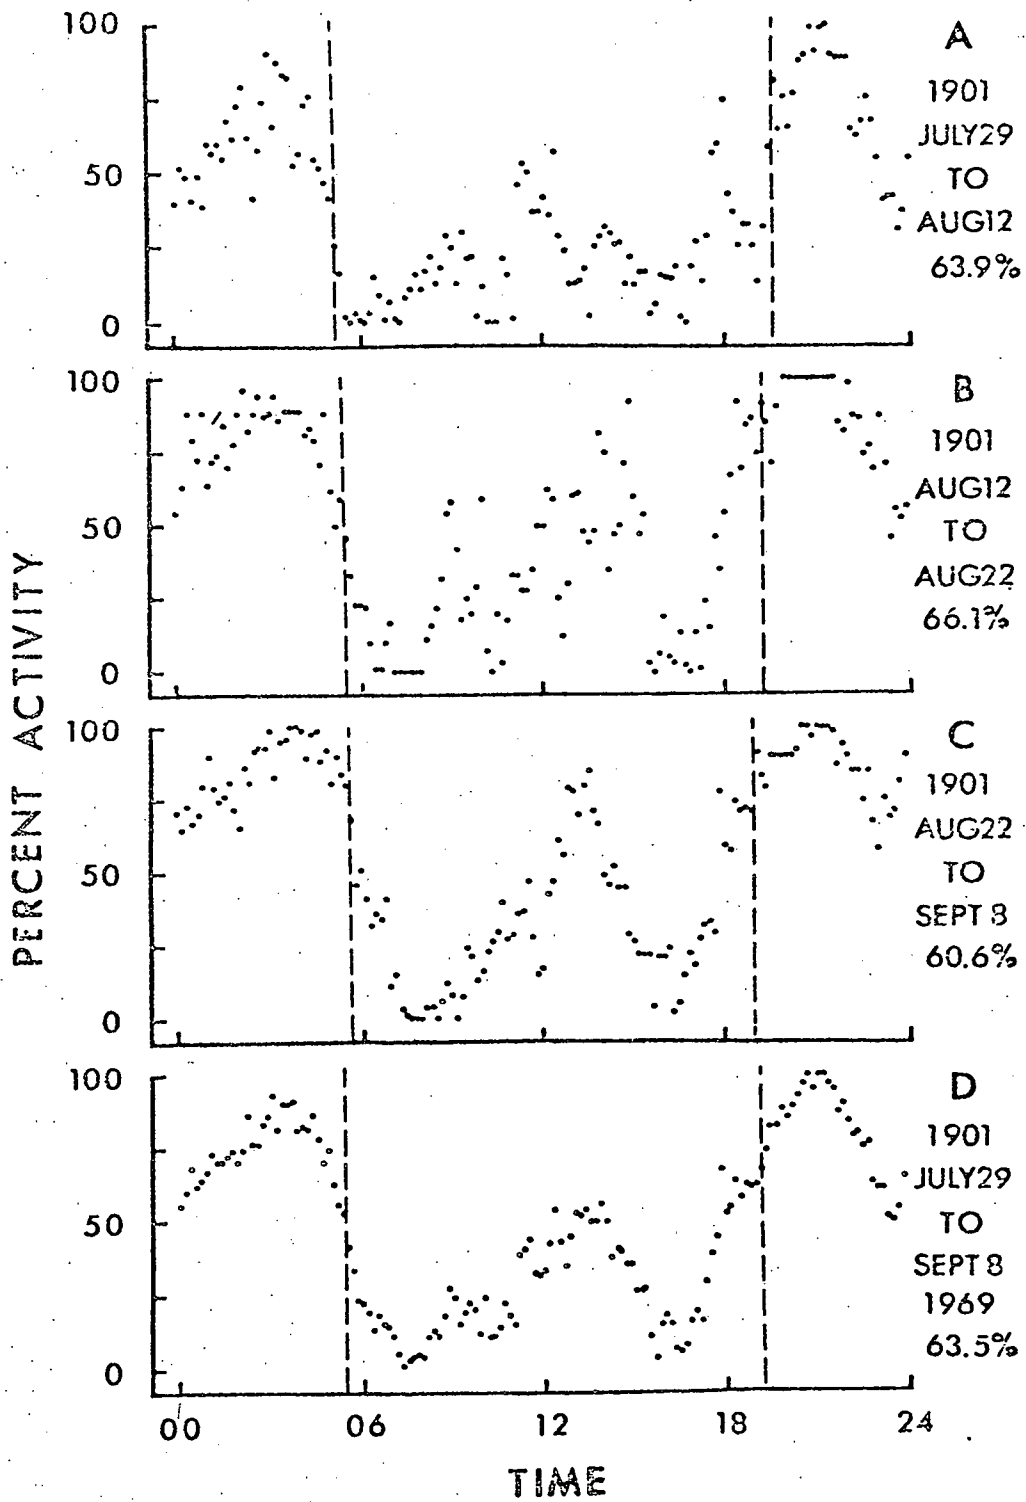 PERCENT ACTIVITY
100
50
0
A
1901
JULY29
TO
AUG12
63.9%
100
50
0
B
1901
AUG12
TO
AUG22
66.1%
100
50
0
C
1901
AUG22
TO
SEPT 8
60.6%
100
50
0
D
1901
JULY29
TO
SEPT 8
1969
63.5%
00 06 12 18 24
TIME